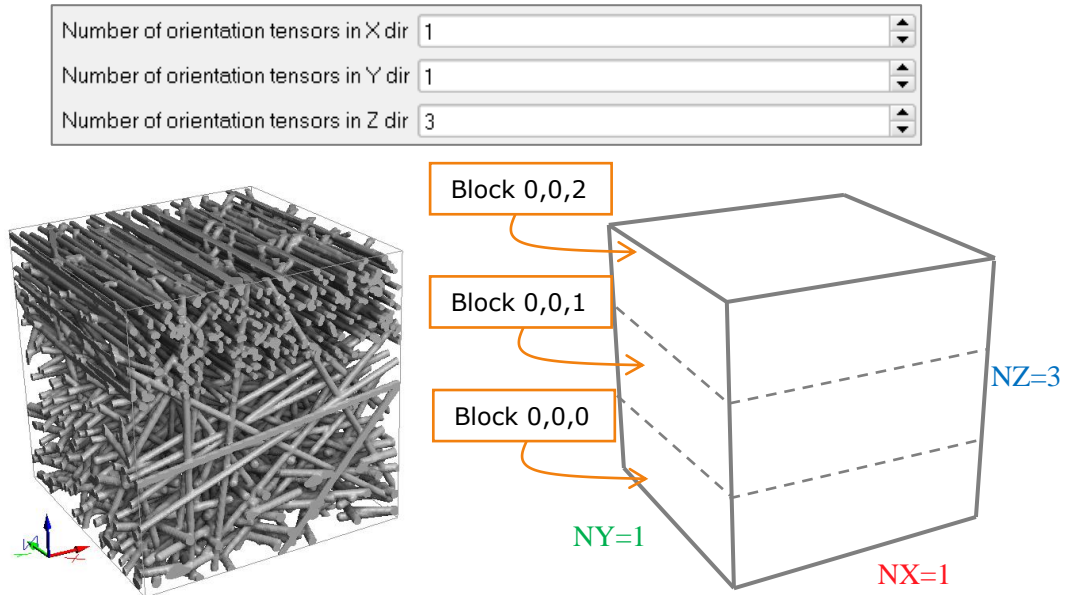 Number of orientation tensors in X dir 1
Number of orientation tensors in Y dir 1
Number of orientation tensors in Z dir 3
Block 0,0,2
Block 0,0,1
Block 0,0,0
NZ=3
NY=1
NX=1